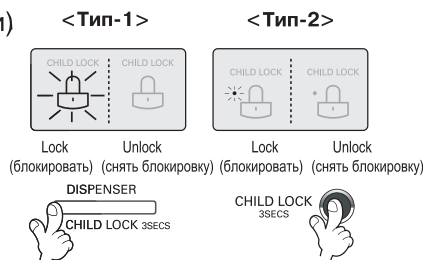 и) <Тип-1> <Тип-2>
CHILD LOCK CHILD LOCK CHILD LOCK CHILD LOCK
Lock Unlock Lock Unlock
(блокировать) (снять блокировку) (блокировать) (снять блокировку)
DISPENSER
CHILD LOCK 3SECS
CHILD LOCK
3SECS